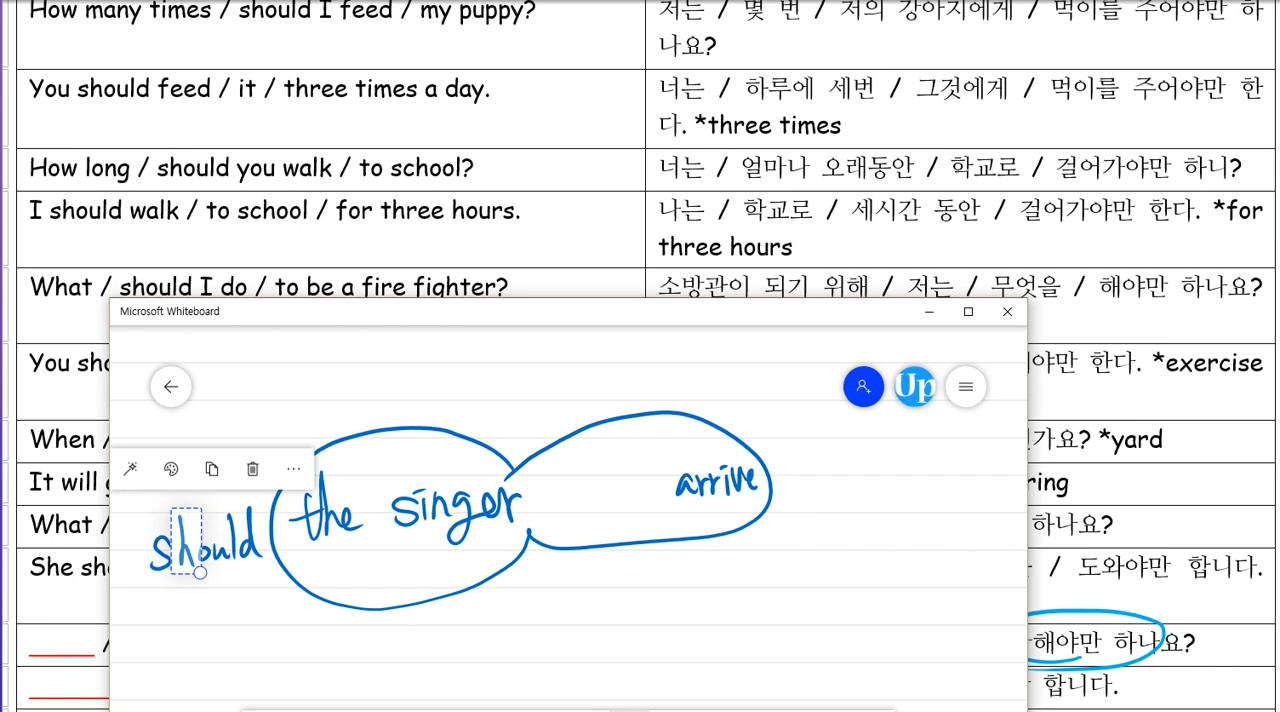 How many times / should I feed / my puppy?
저는 / 몇 번 / 저의 강아지에게 / 먹이를 주어야만 하
나요?
You should feed / it / three times a day.
너는 / 하루에 세번 / 그것에게 / 먹이를 주어야만 한
다. *three times
How long / should you walk / to school?
너는 / 얼마나 오래동안 / 학교로 / 걸어가야만 하니?
I should walk / to school / for three hours.
나는 / 학교로 / 세시간 동안 / 걸어가야만 한다. *for
three hours
What / should I do / to be a fire fighter?
소방관이 되기 위해 / 저는 / 무엇을 / 해야만 하나요?
Microsoft Whiteboard
You sho
야만 한다. *exercise
Up
When /
가요? *yard
It will g
ring
What /
하나요?
She sho
/ 도와야만 합니다.
should the singer arrive
해야만 하나요?
합니다.